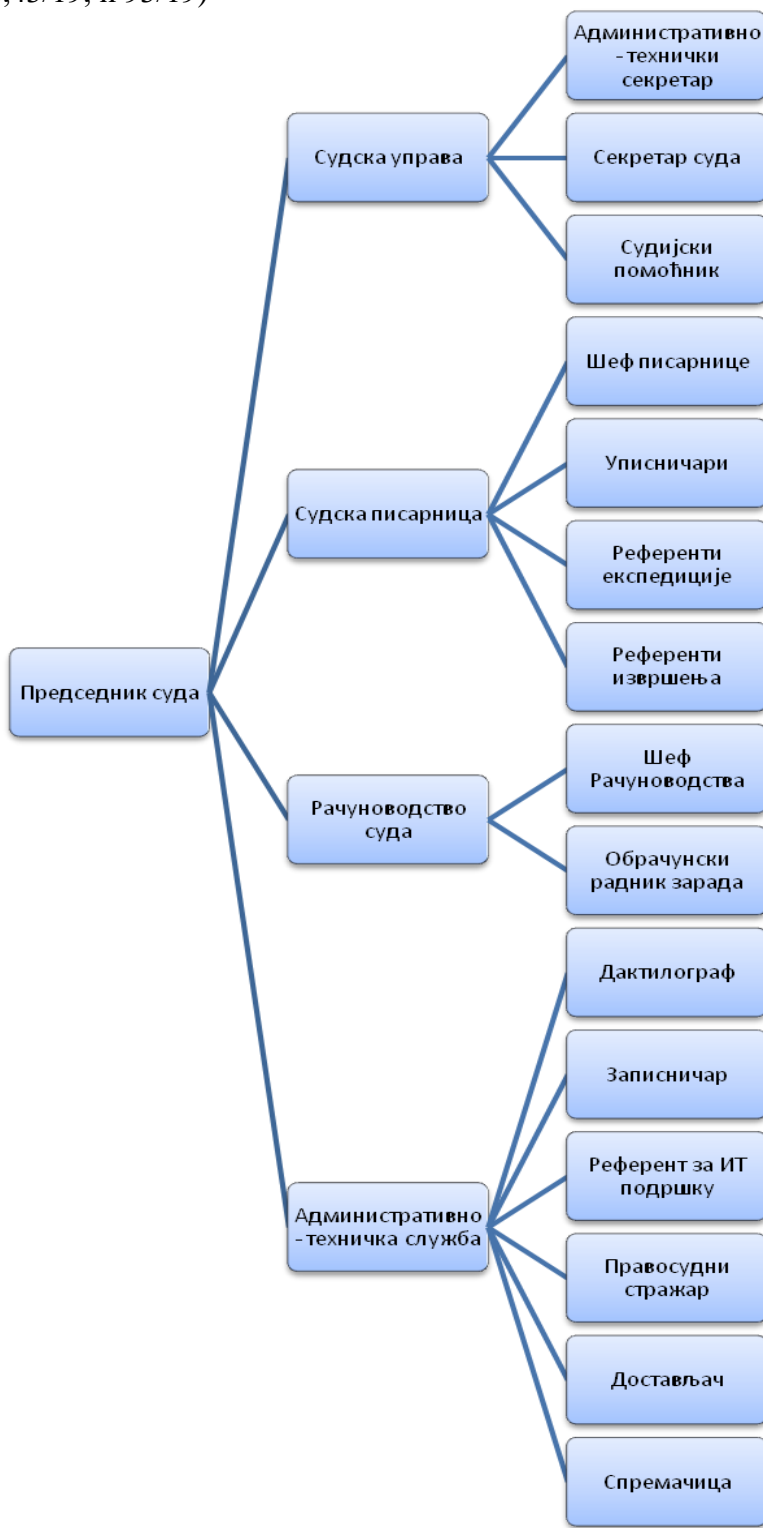 , 43/19, и 93/19)
Административно
- технички
секретар
Судска управа
Секретар суда
Судијски
помоћник
Шеф писарнице
Уписничари
Судска писарница
Референти
експедиције
Референти
извршења
Председник суда
Шеф
Рачуноводства
Рачуноводство
суда
Обрачунски
радник зарада
Дактилограф
Записничар
Референт за ИТ
подршку
Административно
- техничка служба
Правосудни
стражар
Достављач
Спремачица